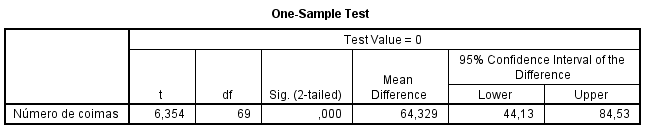 One-Sample Test
Test Value = 0
95% Confidence Interval of the
Difference
Mean
Difference
t df Sig. (2-tailed) Lower Upper
Número de coimas 6,354 69 ,000 64,329 44,13 84,53